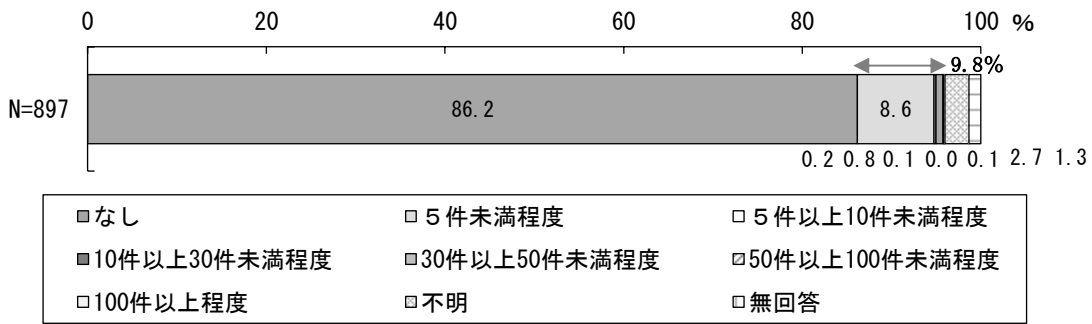 0 20 40 60 80 100 %
9.8%
N=897 86.2 8.6
0.2 0.8 0.1 0.0 0.1 2.7 1.3
なし ５件未満程度 ５件以上10件未満程度
10件以上30件未満程度 30件以上50件未満程度 50件以上100件未満程度
100件以上程度 不明 無回答